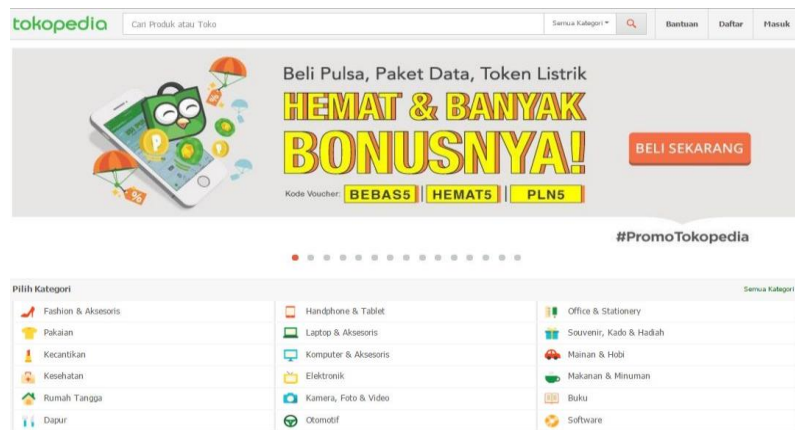 tokopedia Cari Produk atau Toko Semua Kategori Bantuan Daftar Masuk
Beli Pulsa, Paket Data, Token Listrik
HEMAT & BANYAK
BONUSNYA!
BELI SEKARANG
Kode Voucher: BEBAS5 HEMAT5 PLN5
#PromoTokopedia
Pilih Kategori Semua Kategori
Fashion & Aksesoris Handphone & Tablet Office & Stationery
Pakaian Laptop & Aksesoris Souvenir, Kado & Hadiah
Kecantikan Komputer & Aksesoris Mainan & Hobi
Kesehatan Elektronik Makanan & Minuman
Rumah Tangga Kamera, Foto & Video Buku
Dapur Otomotif Software